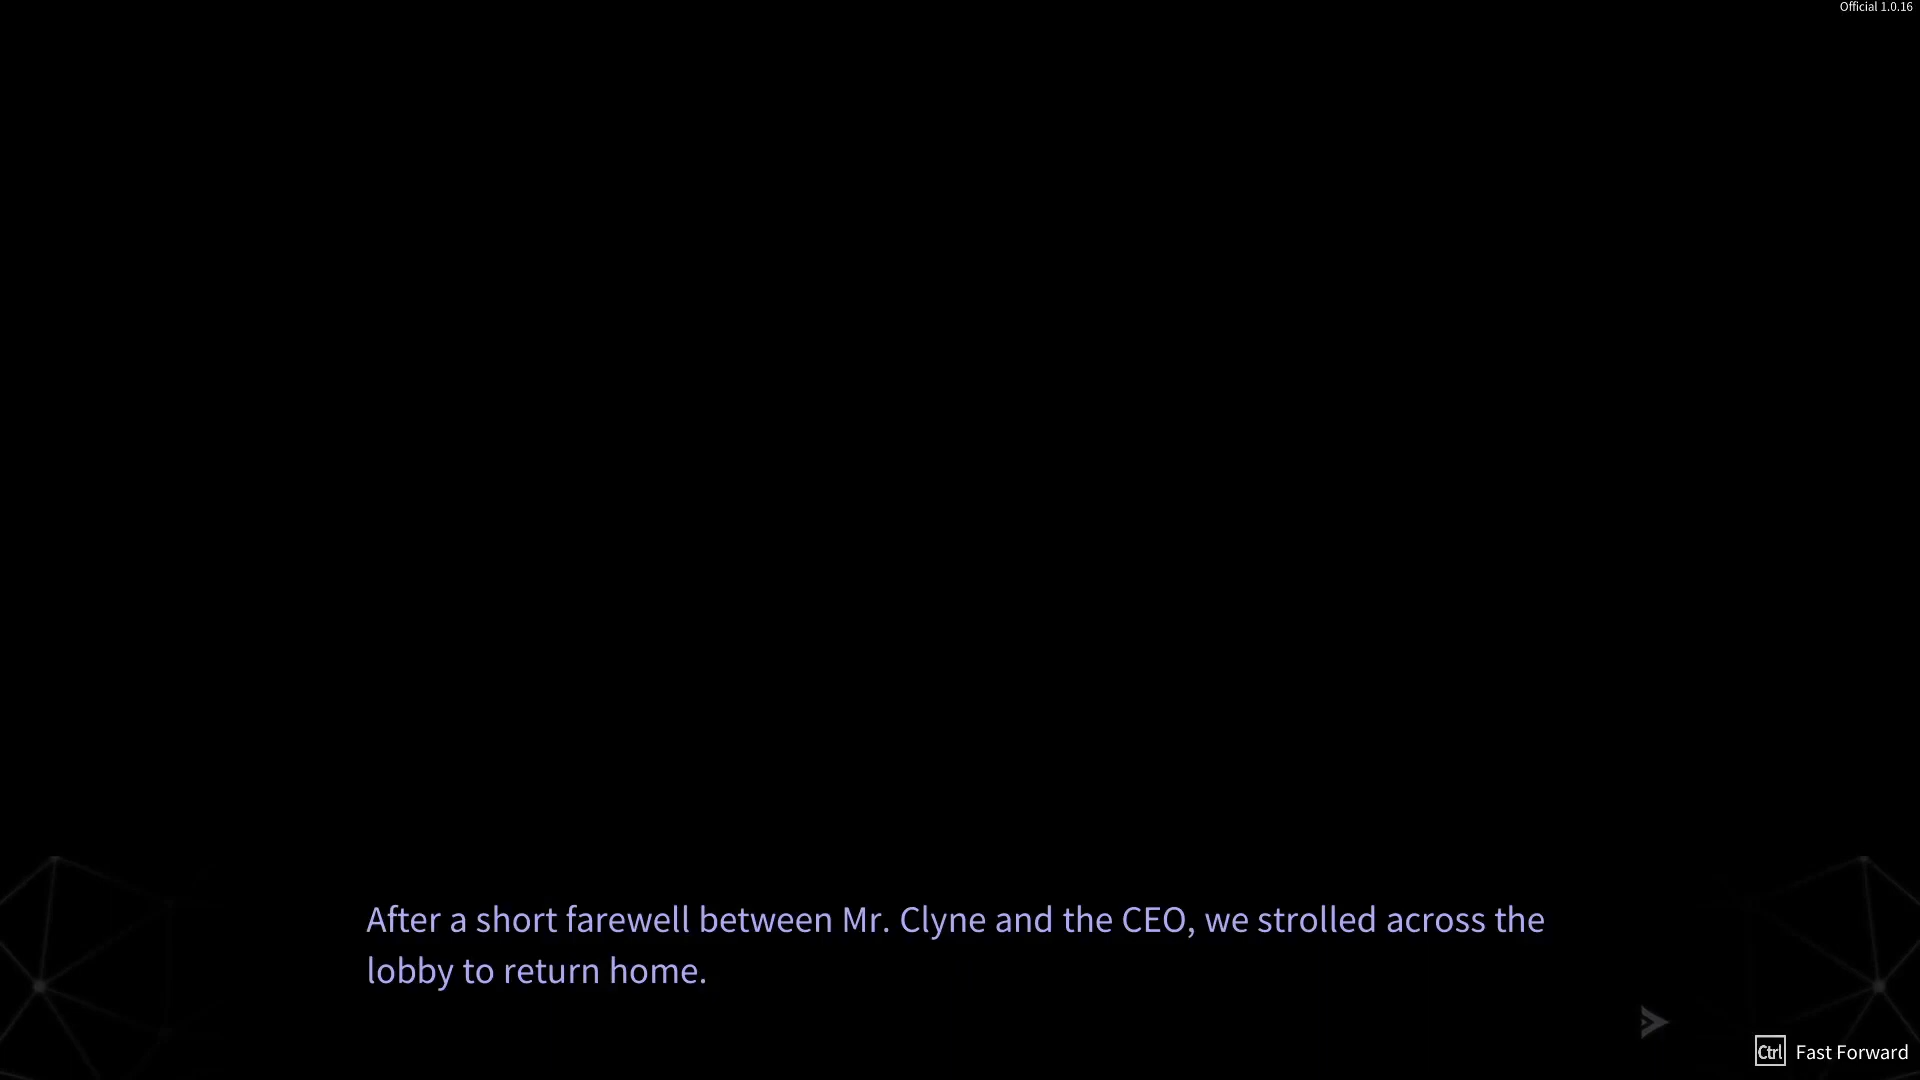 Official 1.0.16
After a short farewell between Mr. Clyne and the CEO, we strolled across the
lobby to return home.
Ctrl Fast Forward